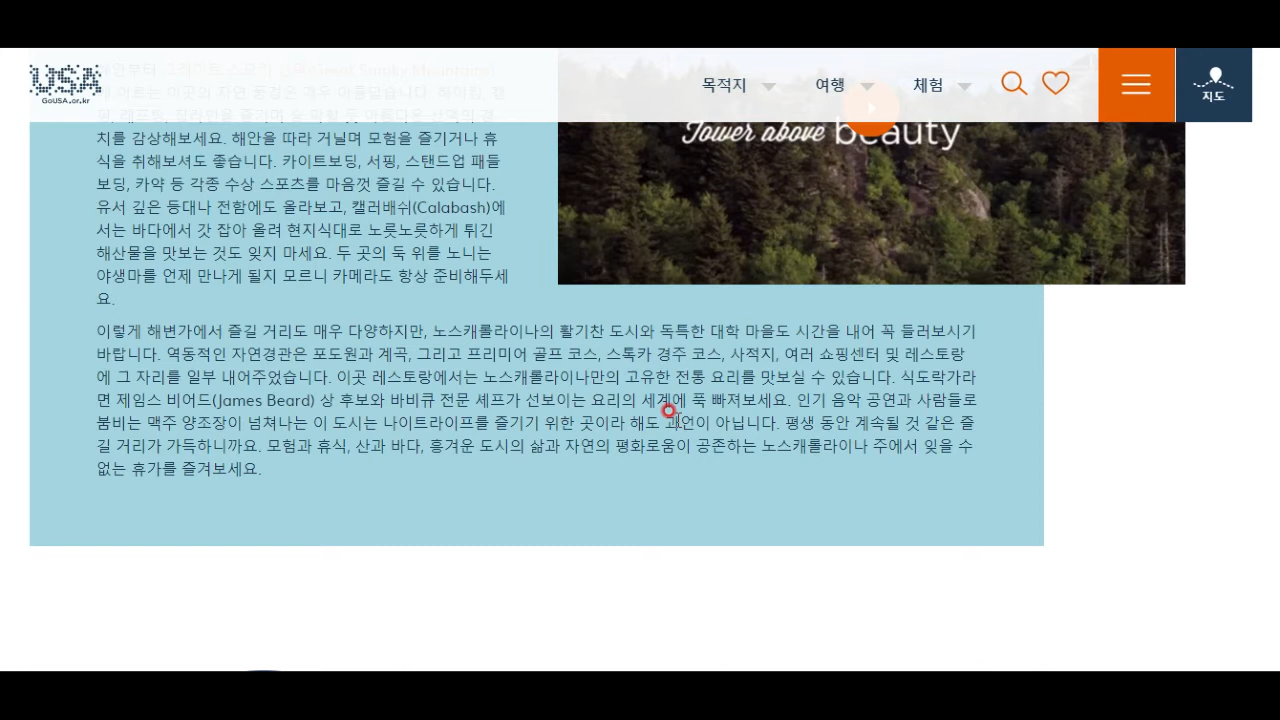 USA
GoUSA.or.kr
목적지
여행
체험
지도
Tower above beauty
치를 감상해보세요. 해안을 따라 거닐며 모험을 즐기거나 휴
식을 취해보셔도 좋습니다. 카이트보딩, 서핑, 스탠드업 패들
보딩, 카약 등 각종 수상 스포츠를 마음껏 즐길 수 있습니다.
유서 깊은 등대나 전함에도 올라보고, 캘러배쉬(Calabash)에
서는 바다에서 갓 잡아 올려 현지식대로 노릇노릇하게 튀긴
해산물을 맛보는 것도 잊지 마세요. 두 곳의 둑 위를 노니는
야생마를 언제 만나게 될지 모르니 카메라도 항상 준비해두세
요.
이렇게 해변가에서 즐길 거리도 매우 다양하지만, 노스캐롤라이나의 활기찬 도시와 독특한 대학 마을도 시간을 내어 꼭 들러보시기
바랍니다. 역동적인 자연경관은 포도원과 계곡, 그리고 프리미어 골프 코스, 스톡카 경주 코스, 사적지, 여러 쇼핑센터 및 레스토랑
에 그 자리를 일부 내어주었습니다. 이곳 레스토랑에서는 노스캐롤라이나만의 고유한 전통 요리를 맛보실 수 있습니다. 식도락가라
면 제임스 비어드(James Beard) 상 후보와 바비큐 전문 셰프가 선보이는 요리의 세계에 푹 빠져보세요. 인기 음악 공연과 사람들로
붐비는 맥주 양조장이 넘쳐나는 이 도시는 나이트라이프를 즐기기 위한 곳이라 해도 과언이 아닙니다. 평생 동안 계속될 것 같은 즐
길 거리가 가득하니까요. 모험과 휴식, 산과 바다, 흥겨운 도시의 삶과 자연의 평화로움이 공존하는 노스캐롤라이나 주에서 잊을 수
없는 휴가를 즐겨보세요.